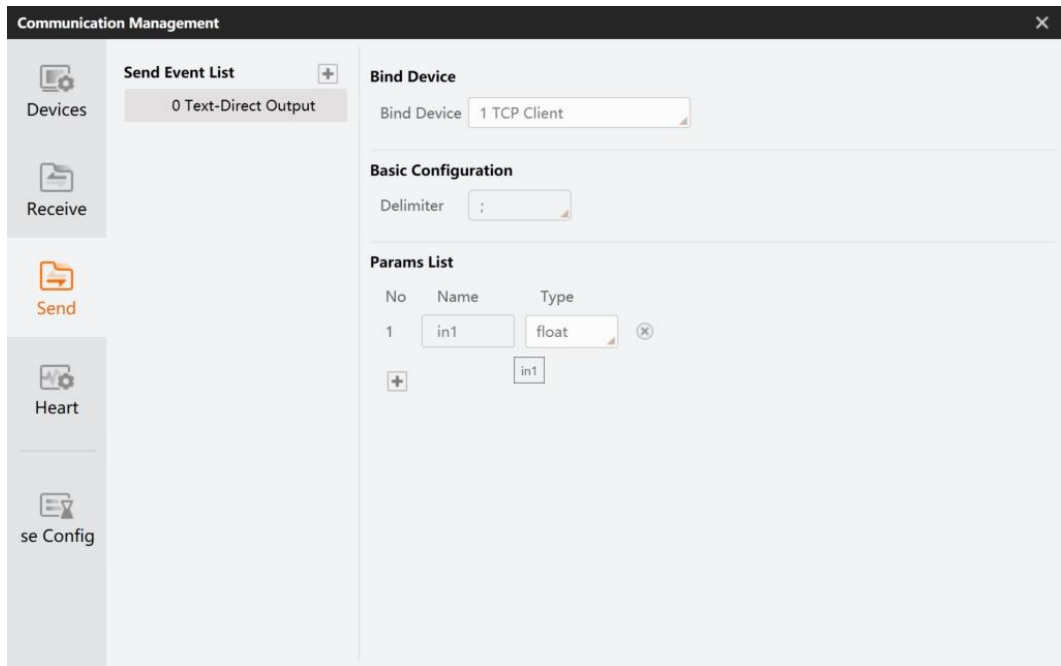 Communication Management
Devices
Receive
Send
Heart
se Config
Send Event List
0 Text-Direct Output
Bind Device
Bind Device 1 TCP Client
Basic Configuration
Delimiter ;
Params List
No Name Type
1 in1 float
in1